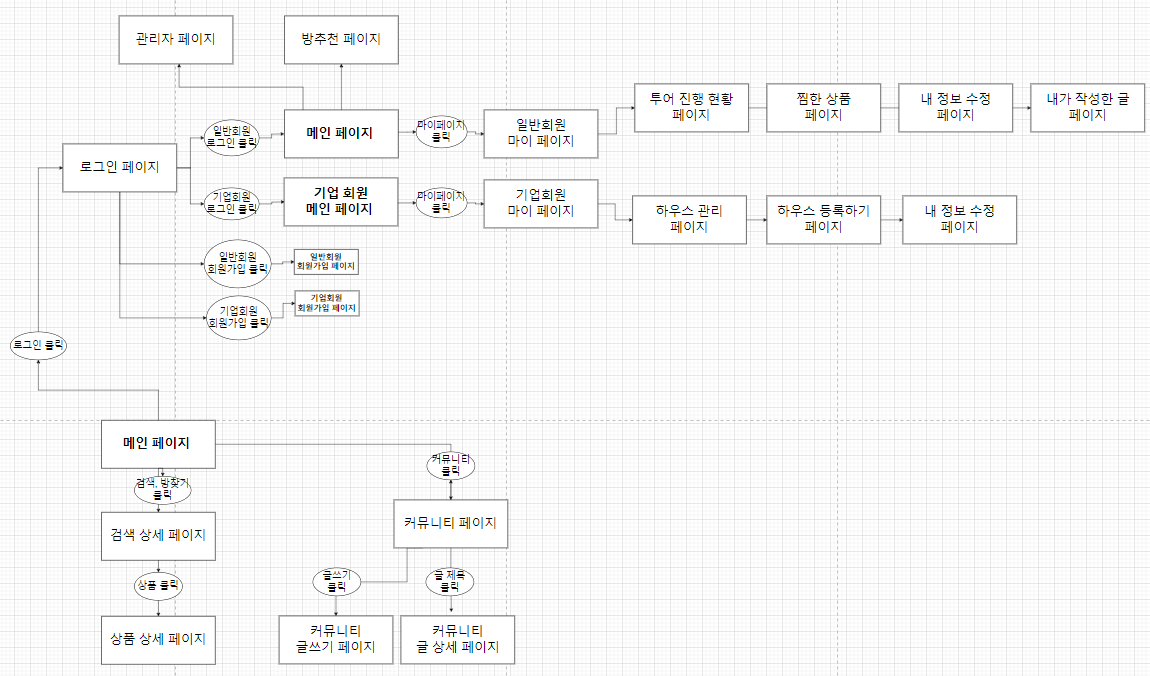 관리자 페이지
방추천 페이지
투어 진행 현황
페이지
찜한 상품
페이지
내 정보 수정
페이지
내가 작성한 글
페이지
일반회원
로그인 클릭
메인 페이지
마이페이지
클릭
일반회원
마이 페이지
로그인 페이지
기업회원
로그인 클릭
기업 회원
메인 페이지
마이페이지
클릭
기업회원
마이 페이지
하우스 관리
페이지
하우스 등록하기
페이지
내 정보 수정
페이지
일반회원
회원가입 클릭
일반회원
회원가입 페이지
기업회원
회원가입 클릭
기업회원
회원가입 페이지
로그인 클릭
메인 페이지
커뮤니티
클릭
검색, 방찾기
클릭
커뮤니티 페이지
검색 상세 페이지
글쓰기
클릭
글 제목
클릭
상품 클릭
상품 상세 페이지
커뮤니티
글쓰기 페이지
커뮤니티
글 상세 페이지